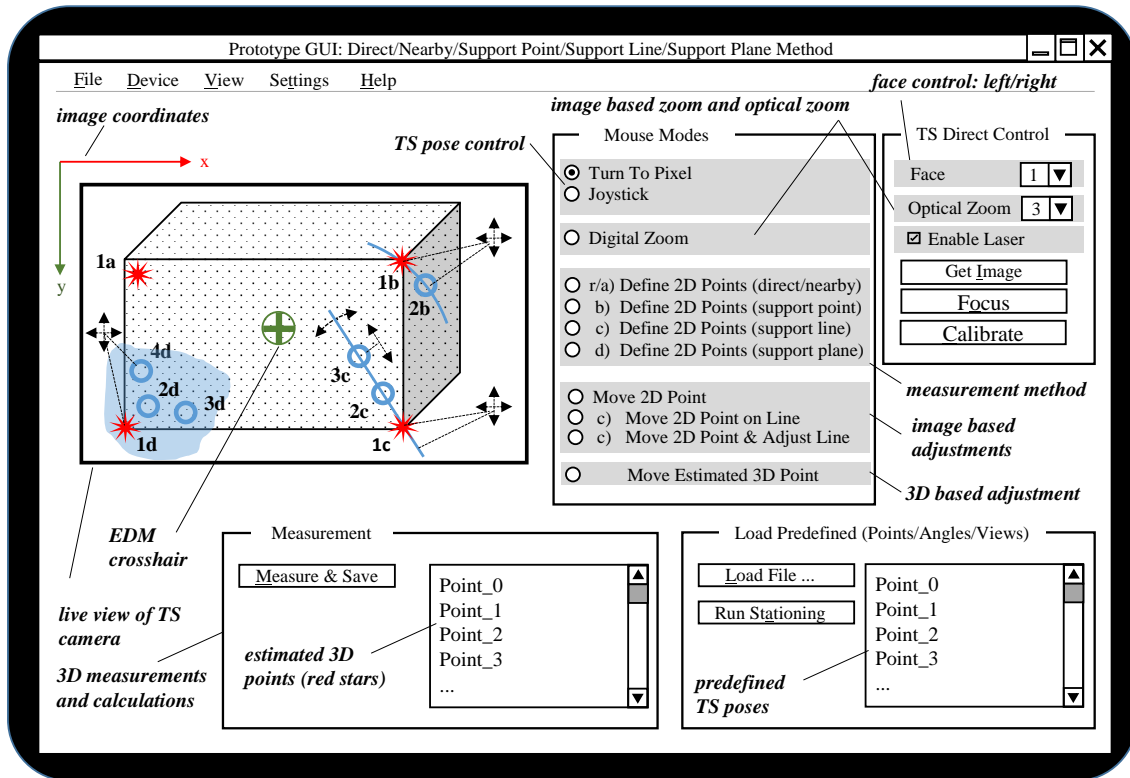 Prototype GUI: Direct/Nearby/Support Point/Support Line/Support Plane Method
File Device View Settings Help
face control: left/right
image based zoom and optical zoom
image coordinates
TS pose control
Mouse Modes
TS Direct Control
x
y
Turn To Pixel
Joystick
Digital Zoom
r/a) Define 2D Points (direct/nearby)
b) Define 2D Points (support point)
c) Define 2D Points (support line)
d) Define 2D Points (support plane)
Move 2D Point
c) Move 2D Point on Line
c) Move 2D Point & Adjust Line
Move Estimated 3D Point
Face 1
Optical Zoom 3
Enable Laser
Get Image
Focus
Calibrate
1a
1b
2b
4d
3c
2d
3d
2c
1d
1c
measurement method
image based
adjustments
3D based adjustment
EDM
crosshair
live view of TS
camera
3D measurements
and calculations
Measurement
Measure & Save
estimated 3D
points (red stars)
Point_0
Point_1
Point_2
Point_3
...
Load Predefined (Points/Angles/Views)
Load File ...
Run Stationing
predefined
TS poses
Point_0
Point_1
Point_2
Point_3
...